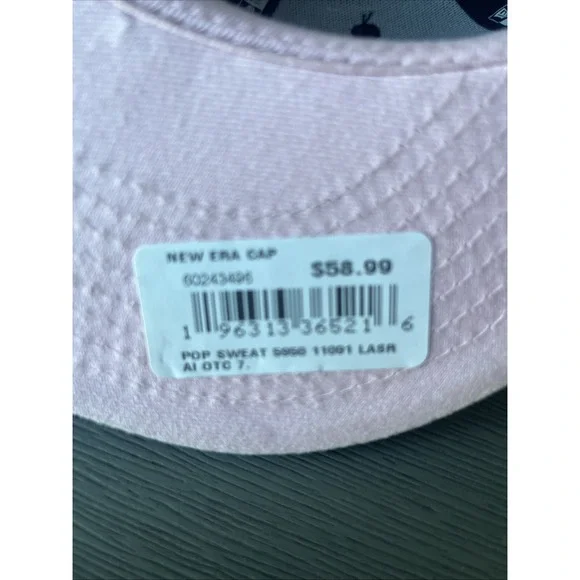 NEW ERA CAP
60243496 $58.99
1 96313 36521 6
POP SWEAT 5950 11091 LASR
AI OTC 7.